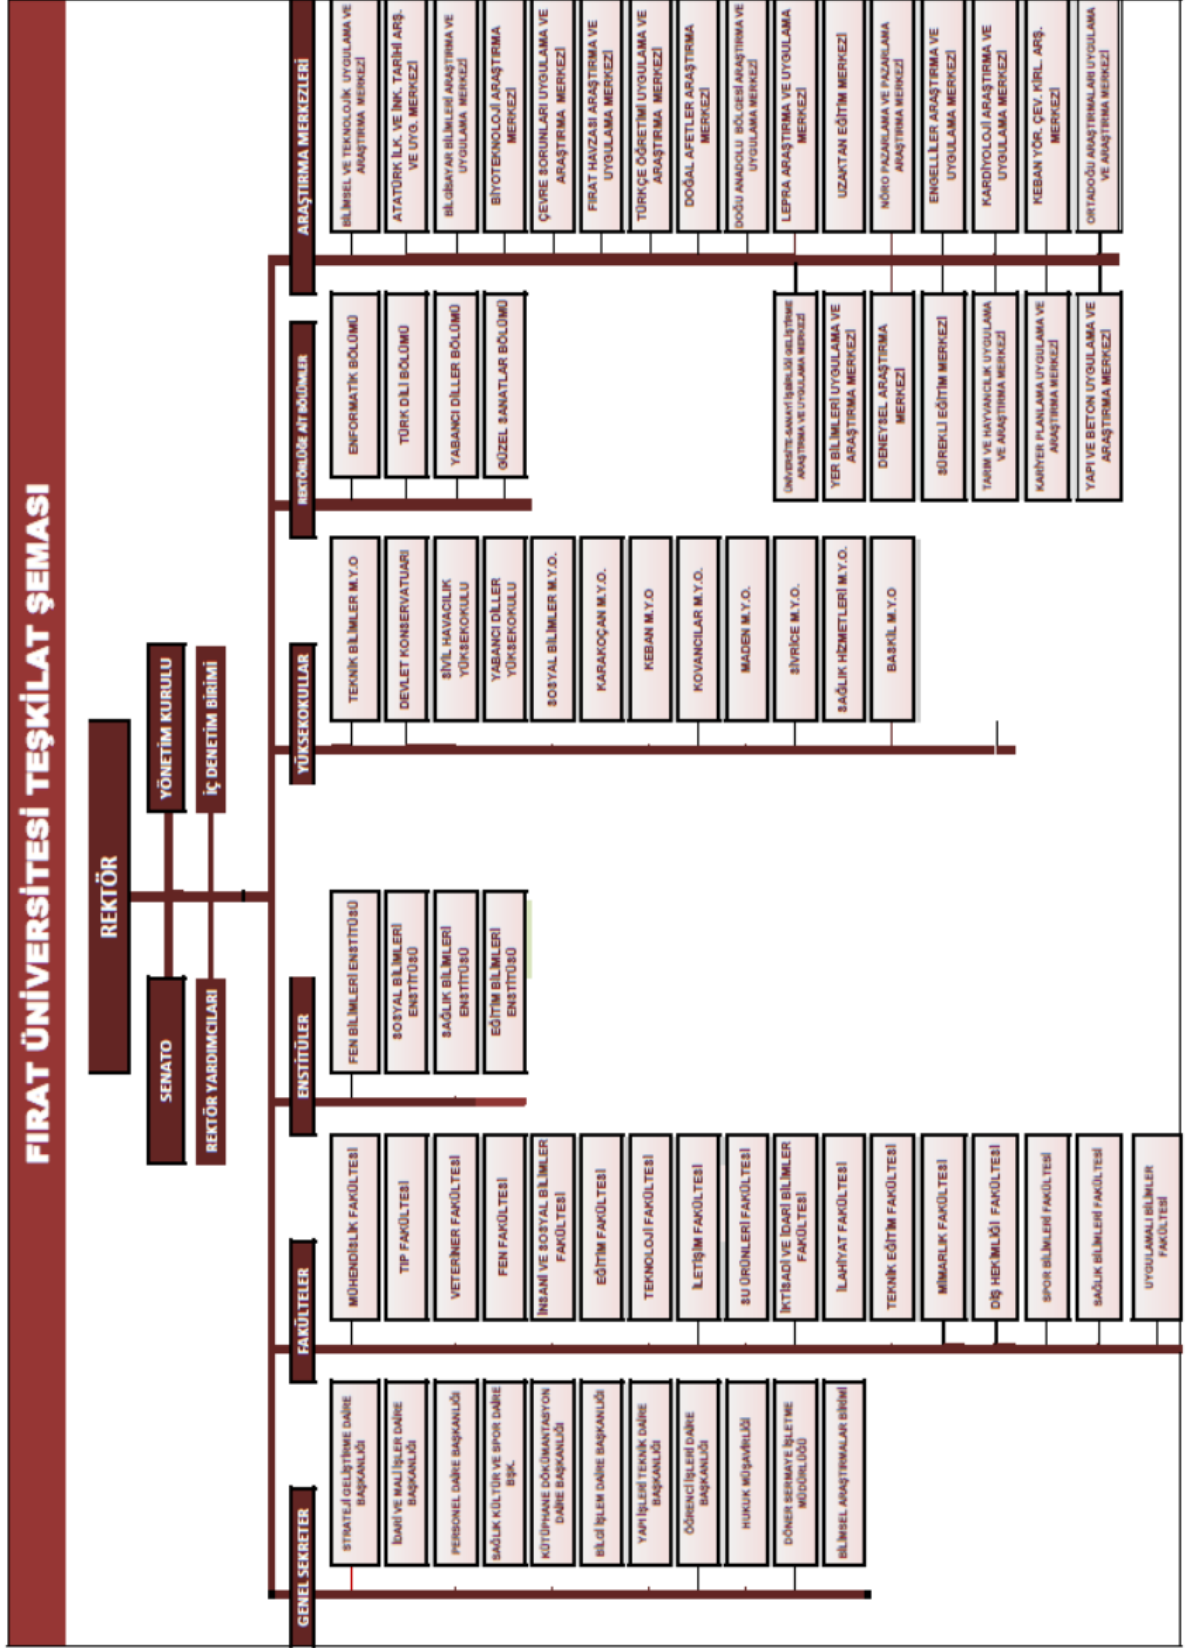 FIRAT ÜNİVERSİTESİ TEŞKİLAT ŞEMASI
REKTÖR
SENATO
YÖNETİM KURULU
REKTÖR YARDIMCILARI
İÇ DENETİM BİRİMİ
GENEL SEKRETER
STRATEJİ GELİŞTİRME DAİRE
BAŞKANLIĞI
İDARİ VE MALİ İŞLER DAİRE
BAŞKANLIĞI
PERSONEL DAİRE BAŞKANLIĞI
SAĞLIK KÜLTÜR VE SPOR DAİRE
BŞK.
KÜTÜPHANE DÖKÜMANTASYON
DAİRE BAŞKANLIĞI
BİLGİ İŞLEM DAİRE BAŞKANLIĞI
YAPI İŞLERİ TEKNİK DAİRE
BAŞKANLIĞI
ÖĞRENCİ İŞLERİ DAİRE
BAŞKANLIĞI
HUKUK MÜŞAVİRLİĞİ
DÖNER SERMAYE İŞLETME
MÜDÜRLÜĞÜ
BİLİMSEL ARAŞTIRMALAR BİRİMİ
FAKÜLTELER
MÜHENDİSLİK FAKÜLTESİ
TIP FAKÜLTESİ
VETERİNER FAKÜLTESİ
FEN FAKÜLTESİ
İNSANİ VE SOSYAL BİLİMLER
FAKÜLTESİ
EĞİTİM FAKÜLTESİ
TEKNOLOJİ FAKÜLTESİ
İLETİŞİM FAKÜLTESİ
SU ÜRÜNLERİ FAKÜLTESİ
İKTİSADİ VE İDARİ BİLİMLER
FAKÜLTESİ
İLAHİYAT FAKÜLTESİ
TEKNİK EĞİTİM FAKÜLTESİ
MİMARLIK FAKÜLTESİ
DİŞ HEKİMLİĞİ FAKÜLTESİ
SPOR BİLİMLERİ FAKÜLTESİ
SAĞLIK BİLİMLERİ FAKÜLTESİ
UYGULAMALI BİLİMLER
FAKÜLTESİ
ENSTİTÜLER
FEN BİLİMLERİ ENSTİTÜSÜ
SOSYAL BİLİMLERİ
ENSTİTÜSÜ
SAĞLIK BİLİMLERİ
ENSTİTÜSÜ
EĞİTİM BİLİMLERİ
ENSTİTÜSÜ
YÜKSEKOKULLAR
TEKNİK BİLİMLER M.Y.O
DEVLET KONSERVATUARI
SİVİL HAVACILIK
YÜKSEKOKULU
YABANCI DİLLER
YÜKSEKOKULU
SOSYAL BİLİMLER M.Y.O.
KARAKOÇAN M.Y.O.
KEBAN M.Y.O
KOVANCILAR M.Y.O.
MADEN M.Y.O.
SİVRİCE M.Y.O.
SAĞLIK HİZMETLERİ M.Y.O.
BASKİL M.Y.O
REKTÖRLÜĞE AİT BÖLÜMLER
ENFORMATİK BÖLÜMÜ
TÜRK DİLİ BÖLÜMÜ
YABANCI DİLLER BÖLÜMÜ
GÜZEL SANATLAR BÖLÜMÜ
ARAŞTIRMA MERKEZLERİ
BİLİMSEL VE TEKNOLOJİK UYGULAMA VE
ARAŞTIRMA MERKEZİ
ATATÜRK İLK. VE İNK. TARİHİ ARŞ.
VE UYG. MERKEZİ
BİLGİSAYAR BİLİMLERİ ARAŞTIRMA VE
UYGULAMA MERKEZİ
BİYOTEKNOLOJİ ARAŞTIRMA
MERKEZİ
ÇEVRE SORUNLARI UYGULAMA VE
ARAŞTIRMA MERKEZİ
FIRAT HAVZASI ARAŞTIRMA VE
UYGULAMA MERKEZİ
TÜRKÇE ÖĞRETİMİ UYGULAMA VE
ARAŞTIRMA MERKEZİ
DOĞAL AFETLER ARAŞTIRMA
MERKEZİ
DOĞU ANADOLU BÖLGESİ ARAŞTIRMA VE
UYGULAMA MERKEZİ
LEPRA ARAŞTIRMA VE UYGULAMA
MERKEZİ
UZAKTAN EĞİTİM MERKEZİ
NÖRO PAZARLAMA VE PAZARLAMA
ARAŞTIRMA MERKEZİ
ENGELLİLER ARAŞTIRMA VE
UYGULAMA MERKEZİ
KARDİYOLOJİ ARAŞTIRMA VE
UYGULAMA MERKEZİ
KEBAN YÖR. ÇEV. KİRL. ARŞ.
MERKEZİ
ORTADOĞU ARAŞTIRMALARI UYGULAMA
VE ARAŞTIRMA MERKEZİ
ÜNİVERSİTE-SANAYİ İŞBİRLİĞİ GELİŞTİRME
ARAŞTIRMA VE UYGULAMA MERKEZİ
YER BİLİMLERİ UYGULAMA VE
ARAŞTIRMA MERKEZİ
DENEYSEL ARAŞTIRMA
MERKEZİ
SÜREKLİ EĞİTİM MERKEZİ
TARIM VE HAYVANCILIK UYGULAMA
VE ARAŞTIRMA MERKEZİ
KARİYER PLANLAMA UYGULAMA VE
ARAŞTIRMA MERKEZİ
YAPI VE BETON UYGULAMA VE
ARAŞTIRMA MERKEZİ